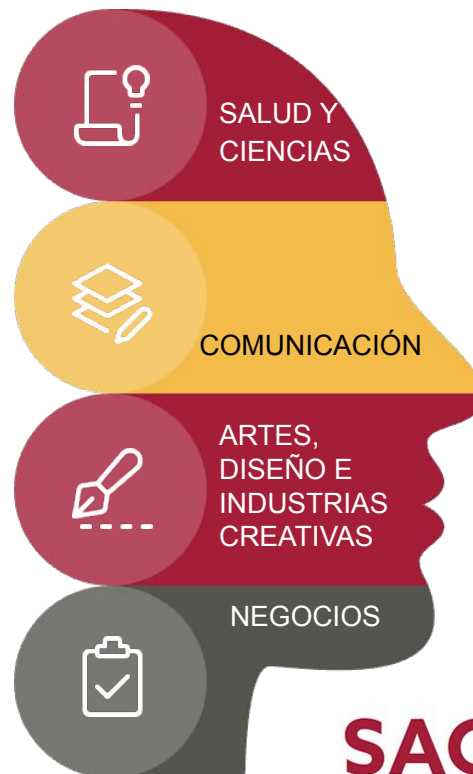 SALUD Y
CIENCIAS
COMUNICACIÓN
ARTES,
DISEÑO E
INDUSTRIAS
CREATIVAS
NEGOCIOS